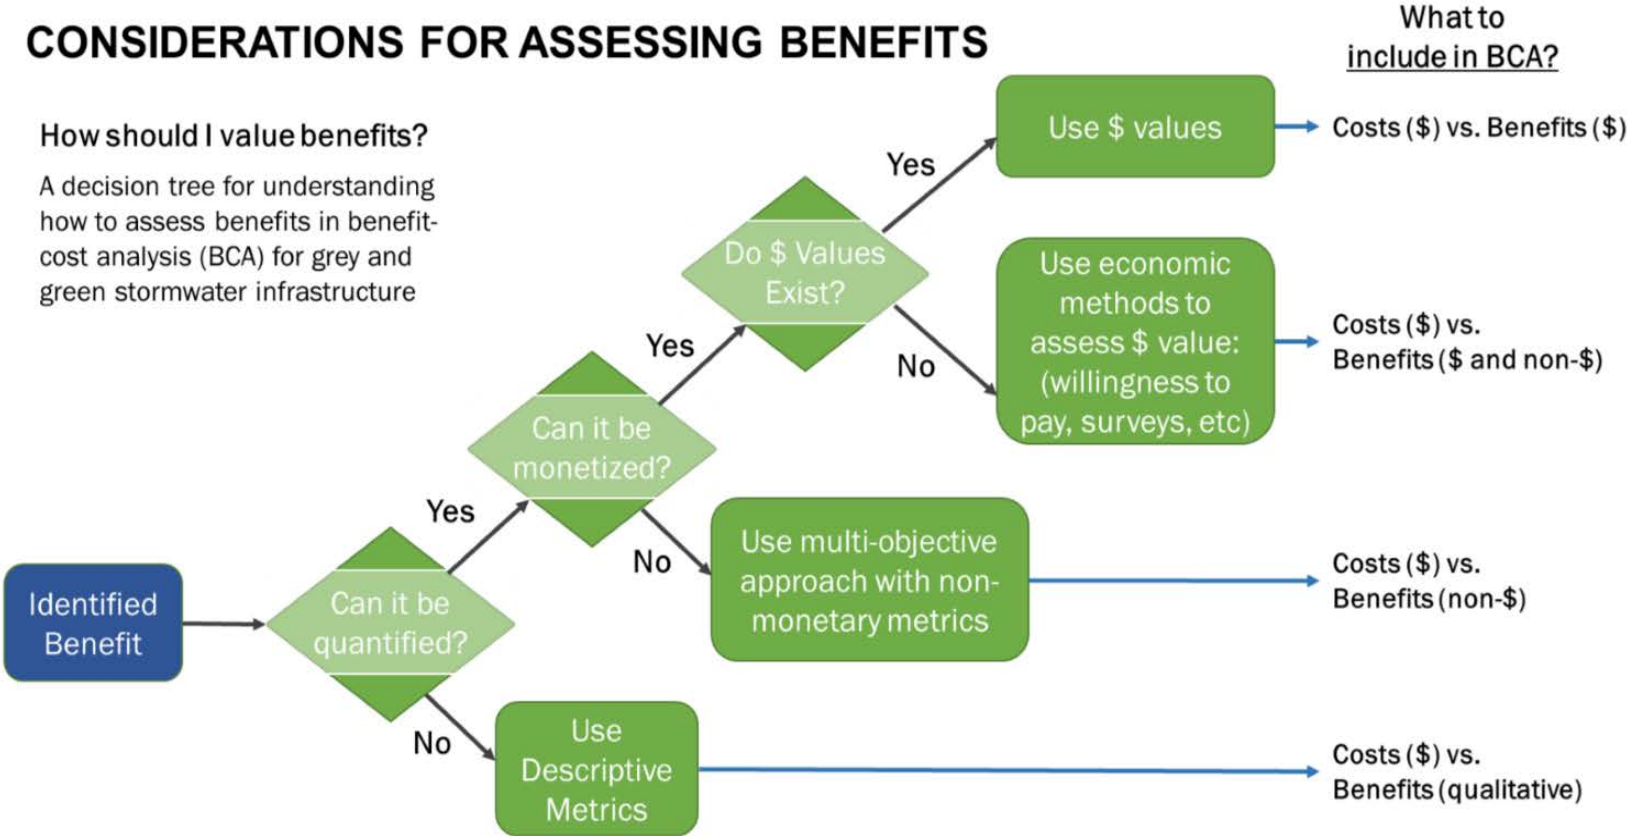 CONSIDERATIONS FOR ASSESSING BENEFITS
What to
include in BCA?
How should I value benefits?
A decision tree for understanding
how to assess benefits in benefit-
cost analysis (BCA) for grey and
green stormwater infrastructure
Use $ values
Costs ($) vs. Benefits ($)
Yes
Do $ Values
Exist?
No
Use economic
methods to
assess $ value:
(willingness to
pay, surveys, etc)
Costs ($) vs.
Benefits ($ and non-$)
Yes
Can it be
monetized?
No
Use multi-objective
approach with non-
monetary metrics
Costs ($) vs.
Benefits (non-$)
Yes
Identified
Benefit
Can it be
quantified?
No
Use
Descriptive
Metrics
Costs ($) vs.
Benefits (qualitative)